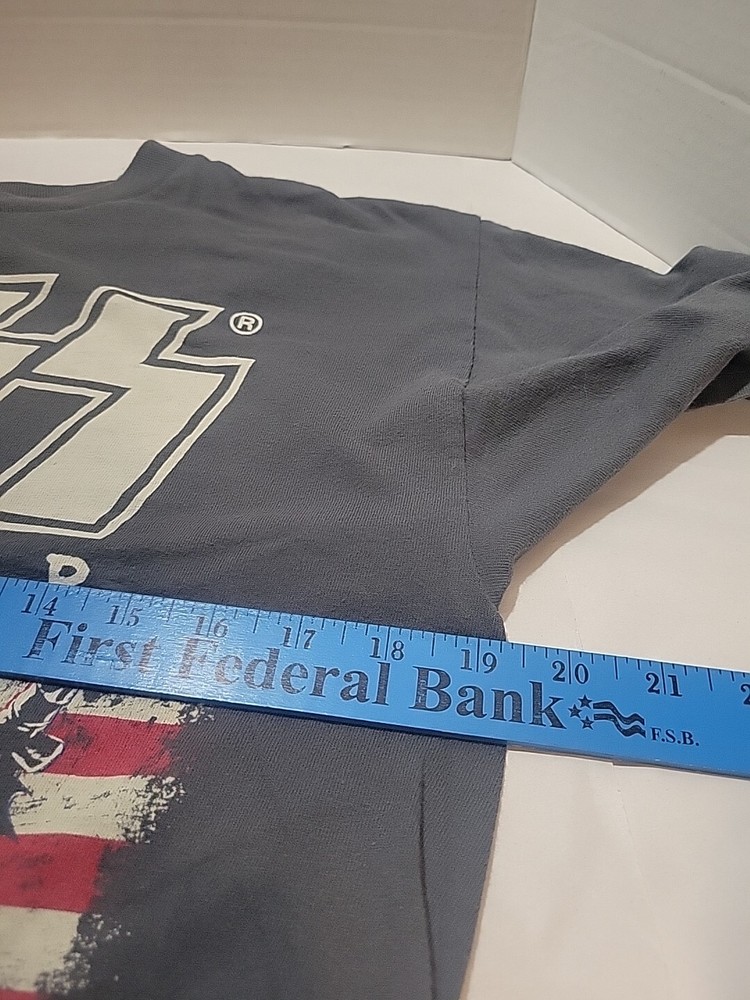 ®
14 15 16 17 18 19 20 21
First Federal Bank F.S.B.